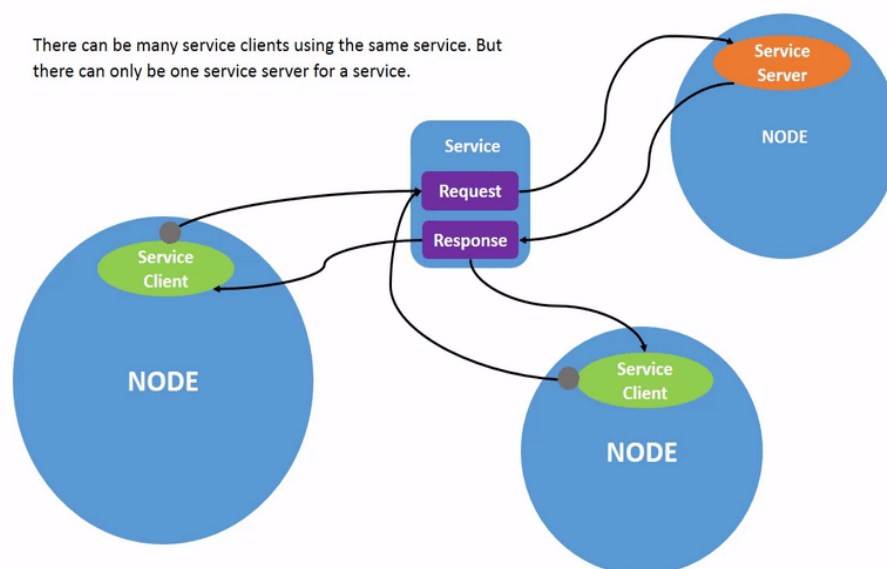 There can be many service clients using the same service. But
there can only be one service server for a service.
Service
Server
NODE
Service
Request
Response
Service
Client
NODE
Service
Client
NODE